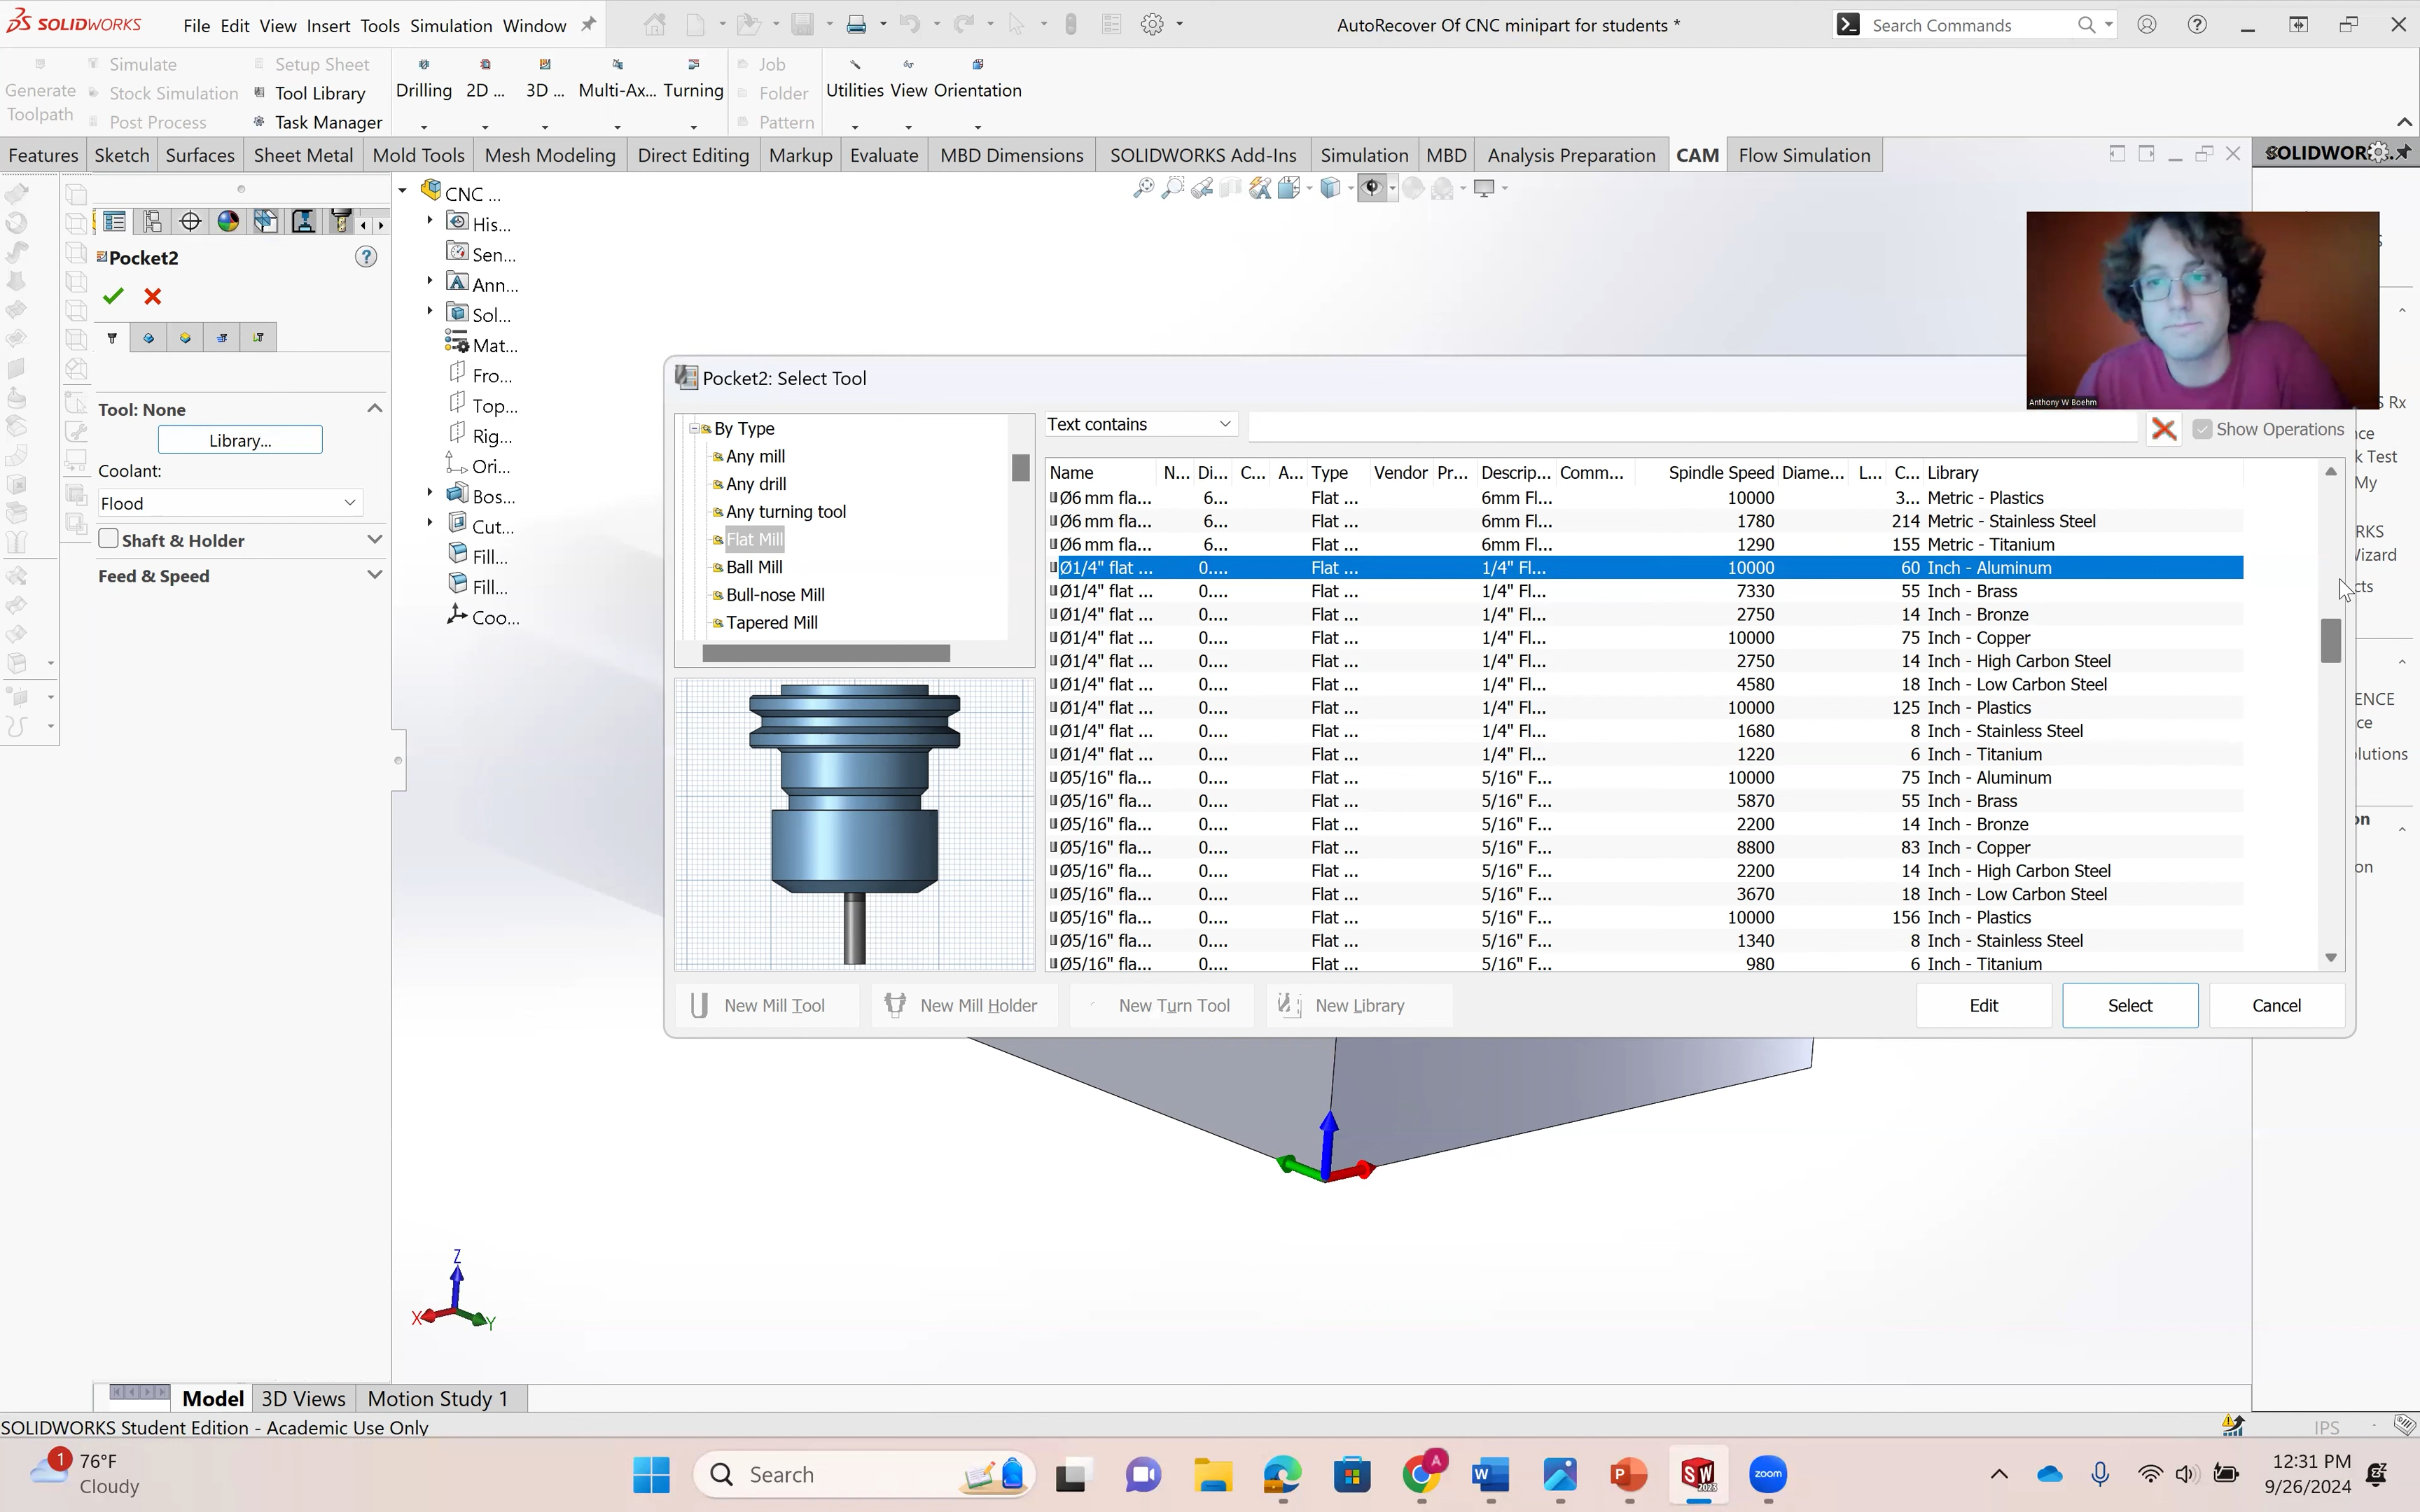 SOLIDWORKS File Edit View Insert Tools Simulation Window
AutoRecover Of CNC minipart for students *
Search Commands
Generate Toolpath
Simulate
Stock Simulation
Post Process
Setup Sheet
Tool Library
Task Manager
Drilling 2D ... 3D ... Multi-Ax... Turning
Job
Folder
Pattern
Utilities View Orientation
Features Sketch Surfaces Sheet Metal Mold Tools Mesh Modeling Direct Editing Markup Evaluate MBD Dimensions SOLIDWORKS Add-Ins Simulation MBD Analysis Preparation CAM Flow Simulation
Pocket2
Tool: None
Library...
Coolant:
Flood
Shaft & Holder
Feed & Speed
CNC ...
His...
Sen...
Ann...
Sol...
Mat...
Fro...
Top...
Rig...
Ori...
Bos...
Cut...
Fill...
Fill...
Coo...
Anthony W Boehm
Pocket2: Select Tool
By Type
Any mill
Any drill
Any turning tool
Flat Mill
Ball Mill
Bull-nose Mill
Tapered Mill
Text contains
Show Operations
Name N... Di... C... A... Type Vendor Pr... Descrip... Comm... Spindle Speed Diame... L... C... Library
Ø6 mm fla... 6... Flat ... 6mm Fl... 10000 3... Metric - Plastics
Ø6 mm fla... 6... Flat ... 6mm Fl... 1780 214 Metric - Stainless Steel
Ø6 mm fla... 6... Flat ... 6mm Fl... 1290 155 Metric - Titanium
Ø1/4" flat ... 0.... Flat ... 1/4" Fl... 10000 60 Inch - Aluminum
Ø1/4" flat ... 0.... Flat ... 1/4" Fl... 7330 55 Inch - Brass
Ø1/4" flat ... 0.... Flat ... 1/4" Fl... 2750 14 Inch - Bronze
Ø1/4" flat ... 0.... Flat ... 1/4" Fl... 10000 75 Inch - Copper
Ø1/4" flat ... 0.... Flat ... 1/4" Fl... 2750 14 Inch - High Carbon Steel
Ø1/4" flat ... 0.... Flat ... 1/4" Fl... 4580 18 Inch - Low Carbon Steel
Ø1/4" flat ... 0.... Flat ... 1/4" Fl... 10000 125 Inch - Plastics
Ø1/4" flat ... 0.... Flat ... 1/4" Fl... 1680 8 Inch - Stainless Steel
Ø1/4" flat ... 0.... Flat ... 1/4" Fl... 1220 6 Inch - Titanium
Ø5/16" fla... 0.... Flat ... 5/16" F... 10000 75 Inch - Aluminum
Ø5/16" fla... 0.... Flat ... 5/16" F... 5870 55 Inch - Brass
Ø5/16" fla... 0.... Flat ... 5/16" F... 2200 14 Inch - Bronze
Ø5/16" fla... 0.... Flat ... 5/16" F... 8800 83 Inch - Copper
Ø5/16" fla... 0.... Flat ... 5/16" F... 2200 14 Inch - High Carbon Steel
Ø5/16" fla... 0.... Flat ... 5/16" F... 3670 18 Inch - Low Carbon Steel
Ø5/16" fla... 0.... Flat ... 5/16" F... 10000 156 Inch - Plastics
Ø5/16" fla... 0.... Flat ... 5/16" F... 1340 8 Inch - Stainless Steel
Ø5/16" fla... 0.... Flat ... 5/16" F... 980 6 Inch - Titanium
New Mill Tool New Mill Holder New Turn Tool New Library Edit Select Cancel
Z
X Y
Model 3D Views Motion Study 1
SOLIDWORKS Student Edition - Academic Use Only
IPS
1
76°F
Cloudy
Search
A
SW
2023
zoom
12:31 PM
9/26/2024